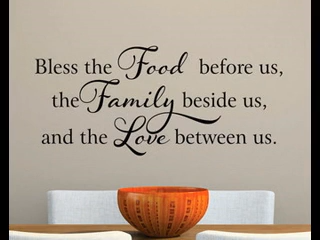 Bless the Food before us,
the Family beside us,
and the Love between us.